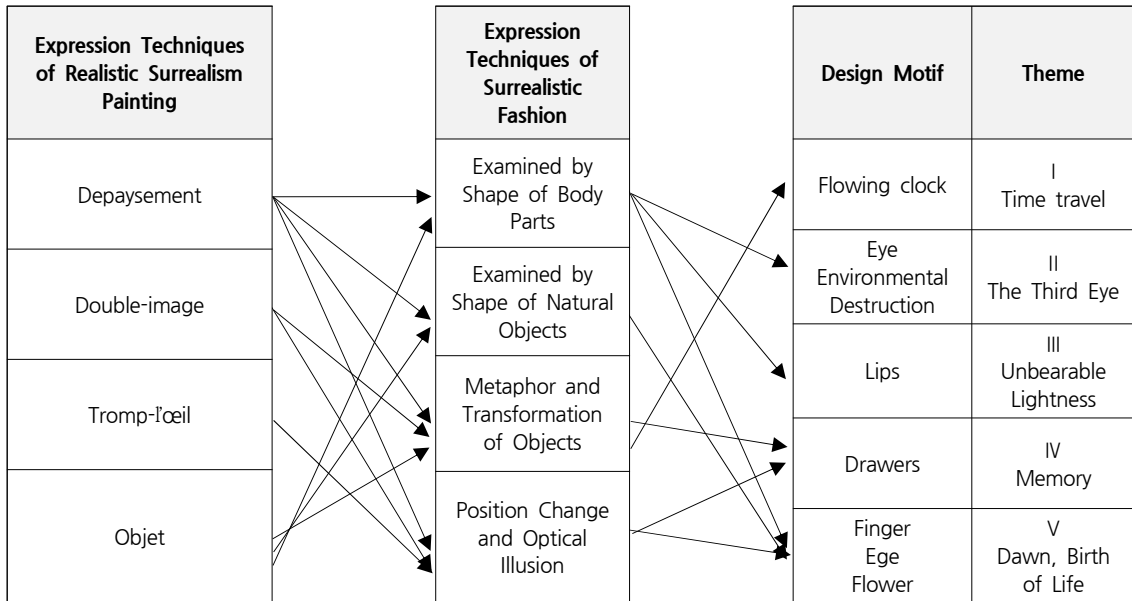 Expression Techniques
of Realistic Surrealism
Painting
Depaysement
Double-image
Tromp-l'œil
Objet
Expression
Techniques of
Surrealistic
Fashion
Examined by
Shape of Body
Parts
Examined by
Shape of Natural
Objects
Metaphor and
Transformation
of Objects
Position Change
and Optical
Illusion
Design Motif
Theme
Flowing clock
Ⅰ
Time travel
Eye
Environmental
Destruction
Ⅱ
The Third Eye
Lips
Ⅲ
Unbearable
Lightness
Drawers
Ⅳ
Memory
Finger
Ege
Flower
Ⅴ
Dawn, Birth
of Life